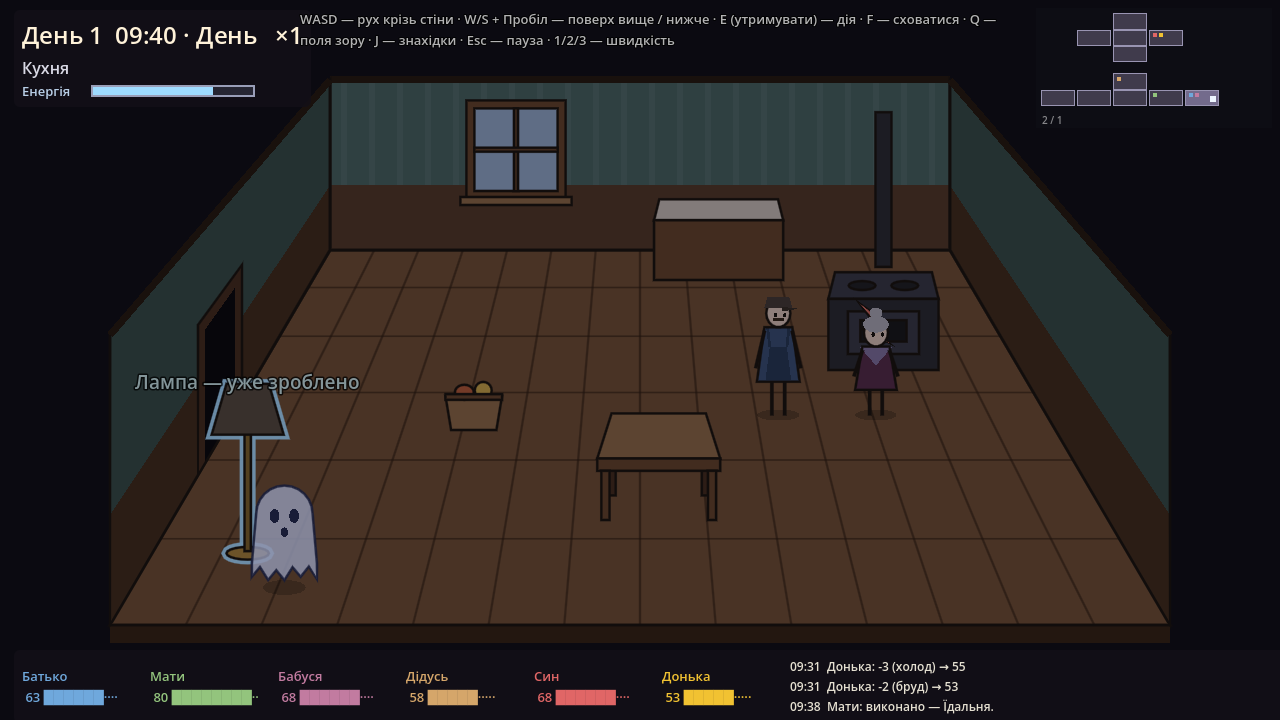 День 1  09:40 · День  ×1
WASD — рух крізь стіни · W/S + Пробіл — поверх вище / нижче · E (утримувати) — дія · F — сховатися · Q —
поля зору · J — знахідки · Esc — пауза · 1/2/3 — швидкість
Кухня
Енергія
2 / 1
Лампа — уже зроблено
Батько Мати Бабуся Дідусь Син Донька
63 80 68 58 68 53
09:31  Донька: -3 (холод) → 55
09:31  Донька: -2 (бруд) → 53
09:38  Мати: виконано — Їдальня.